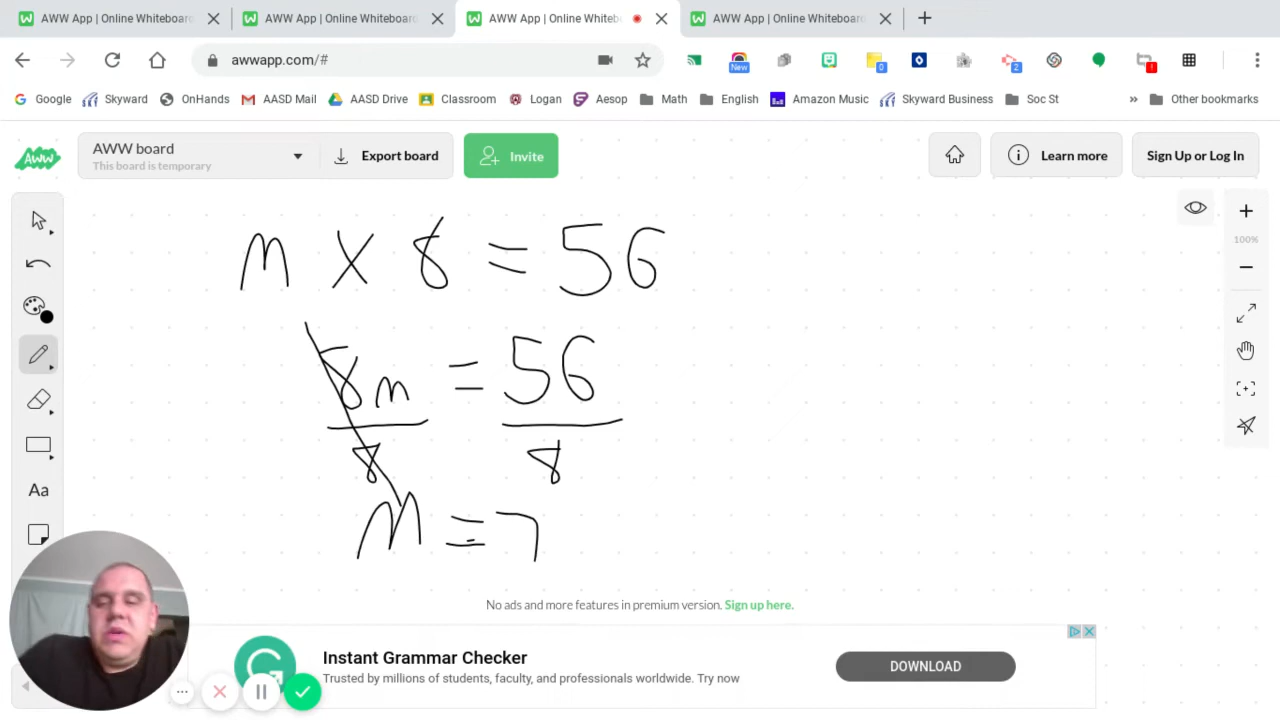 AWW App | Online Whiteboard
AWW App | Online Whiteboard
AWW App | Online Whiteb
AWW App | Online Whiteboard
awwapp.com/#
New
0
2
!
Google Skyward OnHands AASD Mail AASD Drive Classroom Logan Aesop Math English Amazon Music Skyward Business Soc St » Other bookmarks
AWW
AWW board
This board is temporary
Export board
Invite
Learn more
Sign Up or Log In
100%
Aa
m x 8 = 56
8m = 56
8 8
m = 7
No ads and more features in premium version. Sign up here.
Instant Grammar Checker
Trusted by millions of students, faculty, and professionals worldwide. Try now
DOWNLOAD